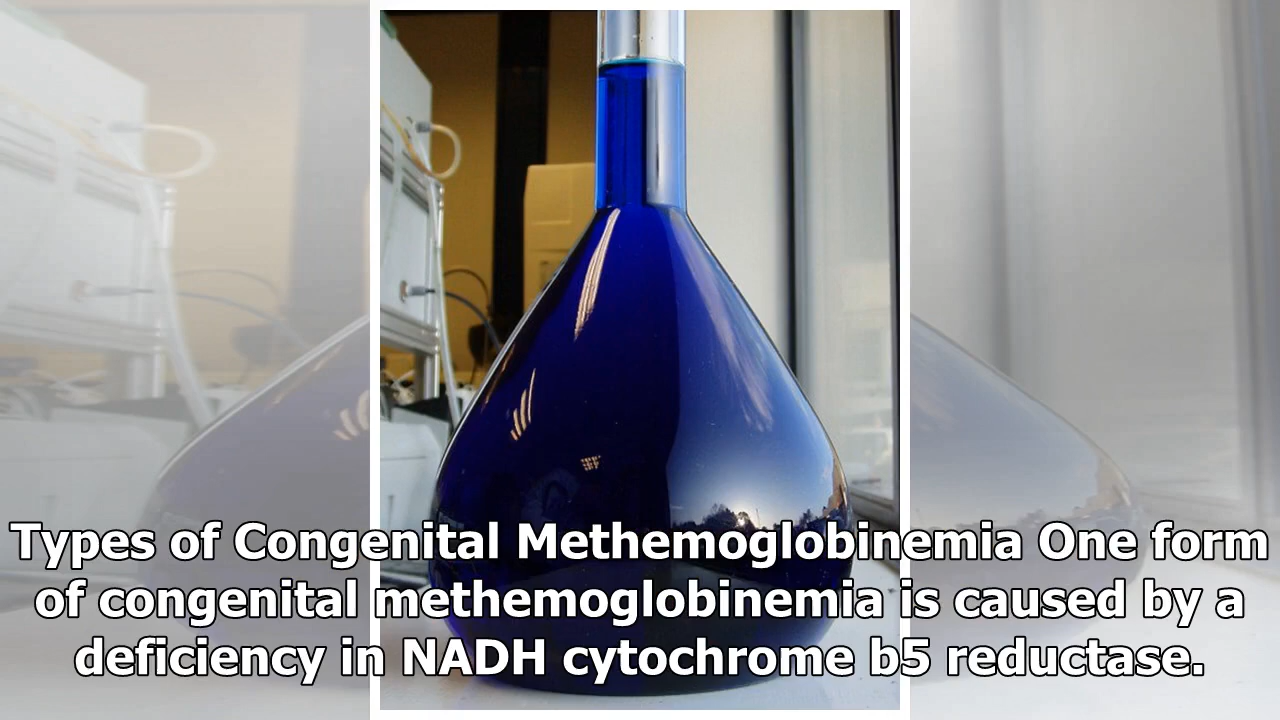 Types of Congenital Methemoglobinemia One form
of congenital methemoglobinemia is caused by a
deficiency in NADH cytochrome b5 reductase.